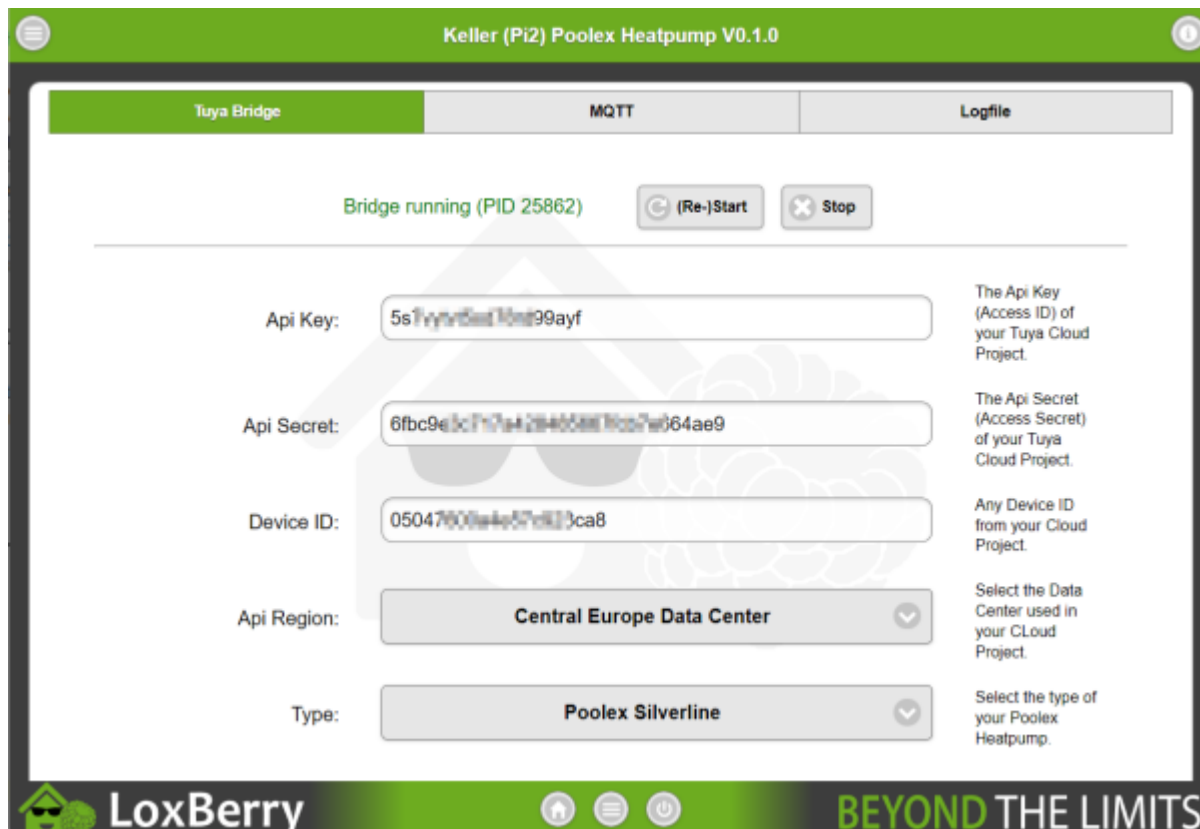 Keller (Pi2) Poolex Heatpump V0.1.0
Tuya Bridge
MQTT
Logfile
Bridge running (PID 25862)
(Re-)Start
Stop
Api Key:
The Api Key
(Access ID) of
your Tuya Cloud
Project.
Api Secret:
The Api Secret
(Access Secret)
of your Tuya
Cloud Project.
Device ID:
Any Device ID
from your Cloud
Project.
Api Region:
Central Europe Data Center
Select the Data
Center used in
your CLoud
Project.
Type:
Poolex Silverline
Select the type of
your Poolex
Heatpump.
LoxBerry
BEYOND THE LIMITS